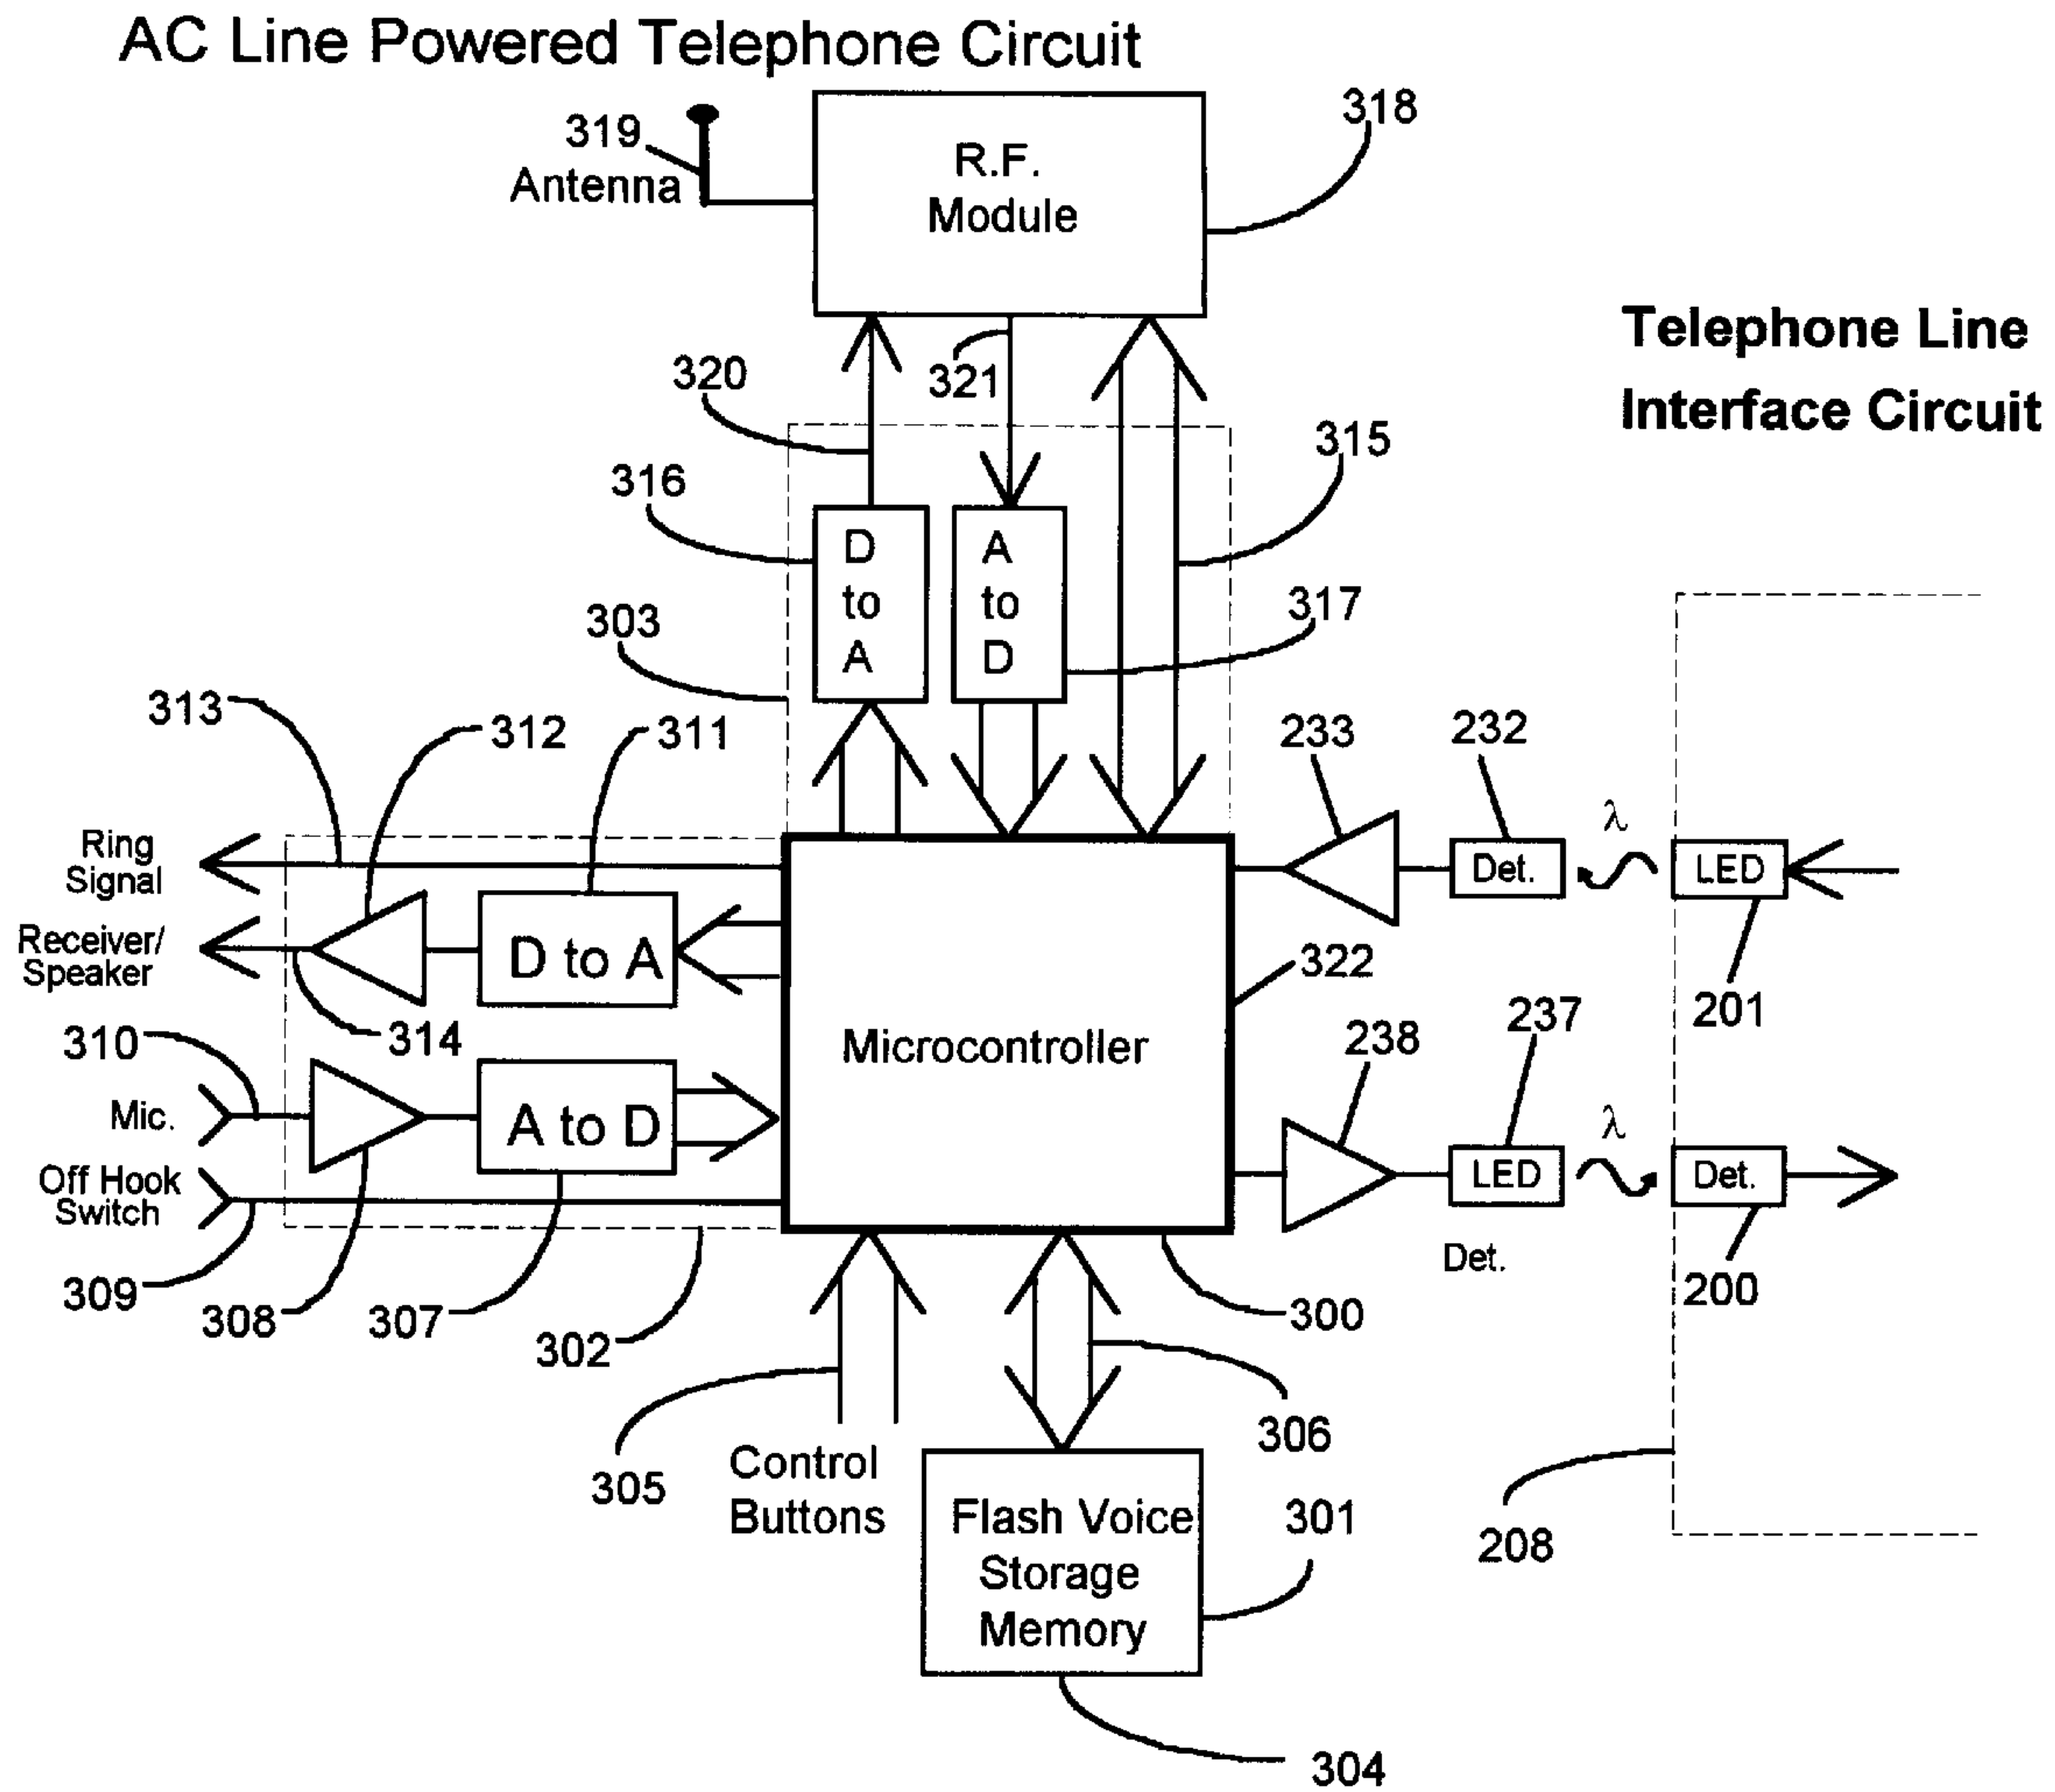 AC Line Powered Telephone Circuit
318
319
Antenna
R.F.
Module
Telephone Line
Interface Circuit
320
321
315
316
D
to
A
A
to
D
317
303
313
312
311
233
232
λ
Ring
Signal
Det.
LED
Receiver/
Speaker
D to A
322
201
310
314
Microcontroller
238
237
Mic.
A to D
λ
Off Hook
Switch
LED
Det.
Det.
309
308
307
302
300
200
305
Control
Buttons
306
Flash Voice
Storage
Memory
301
208
304